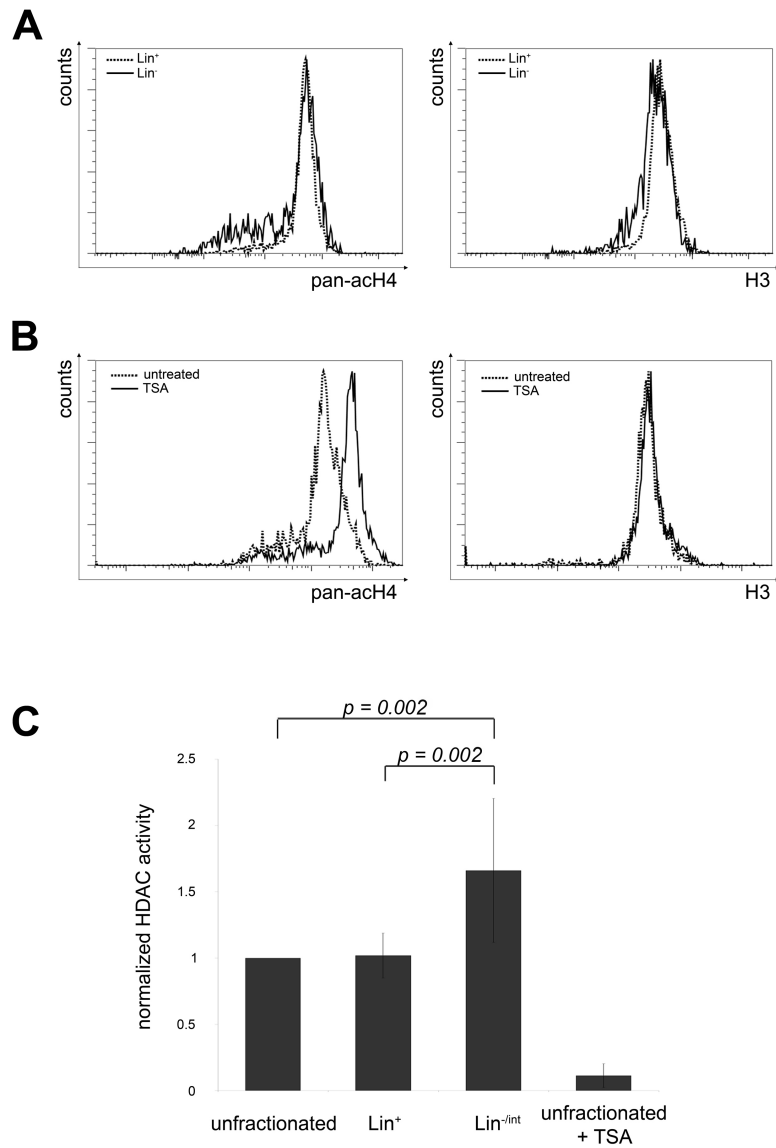 A
counts
Lin⁺
Lin⁻
pan-acH4
counts
Lin⁺
Lin⁻
H3
B
counts
untreated
TSA
pan-acH4
counts
untreated
TSA
H3
C
p = 0.002
p = 0.002
normalized HDAC activity
2.5
2
1.5
1
0.5
0
unfractionated
Lin⁺
Lin⁻/ⁱⁿᵗ
unfractionated
+ TSA